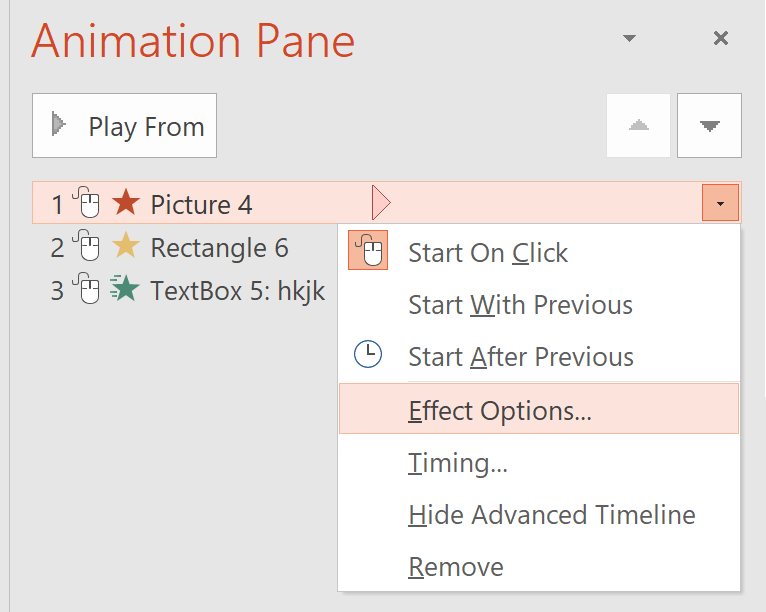 Animation Pane
Play From
1 Picture 4
2 Rectangle 6
3 TextBox 5: hkjk
Start On Click
Start With Previous
Start After Previous
Effect Options...
Timing...
Hide Advanced Timeline
Remove